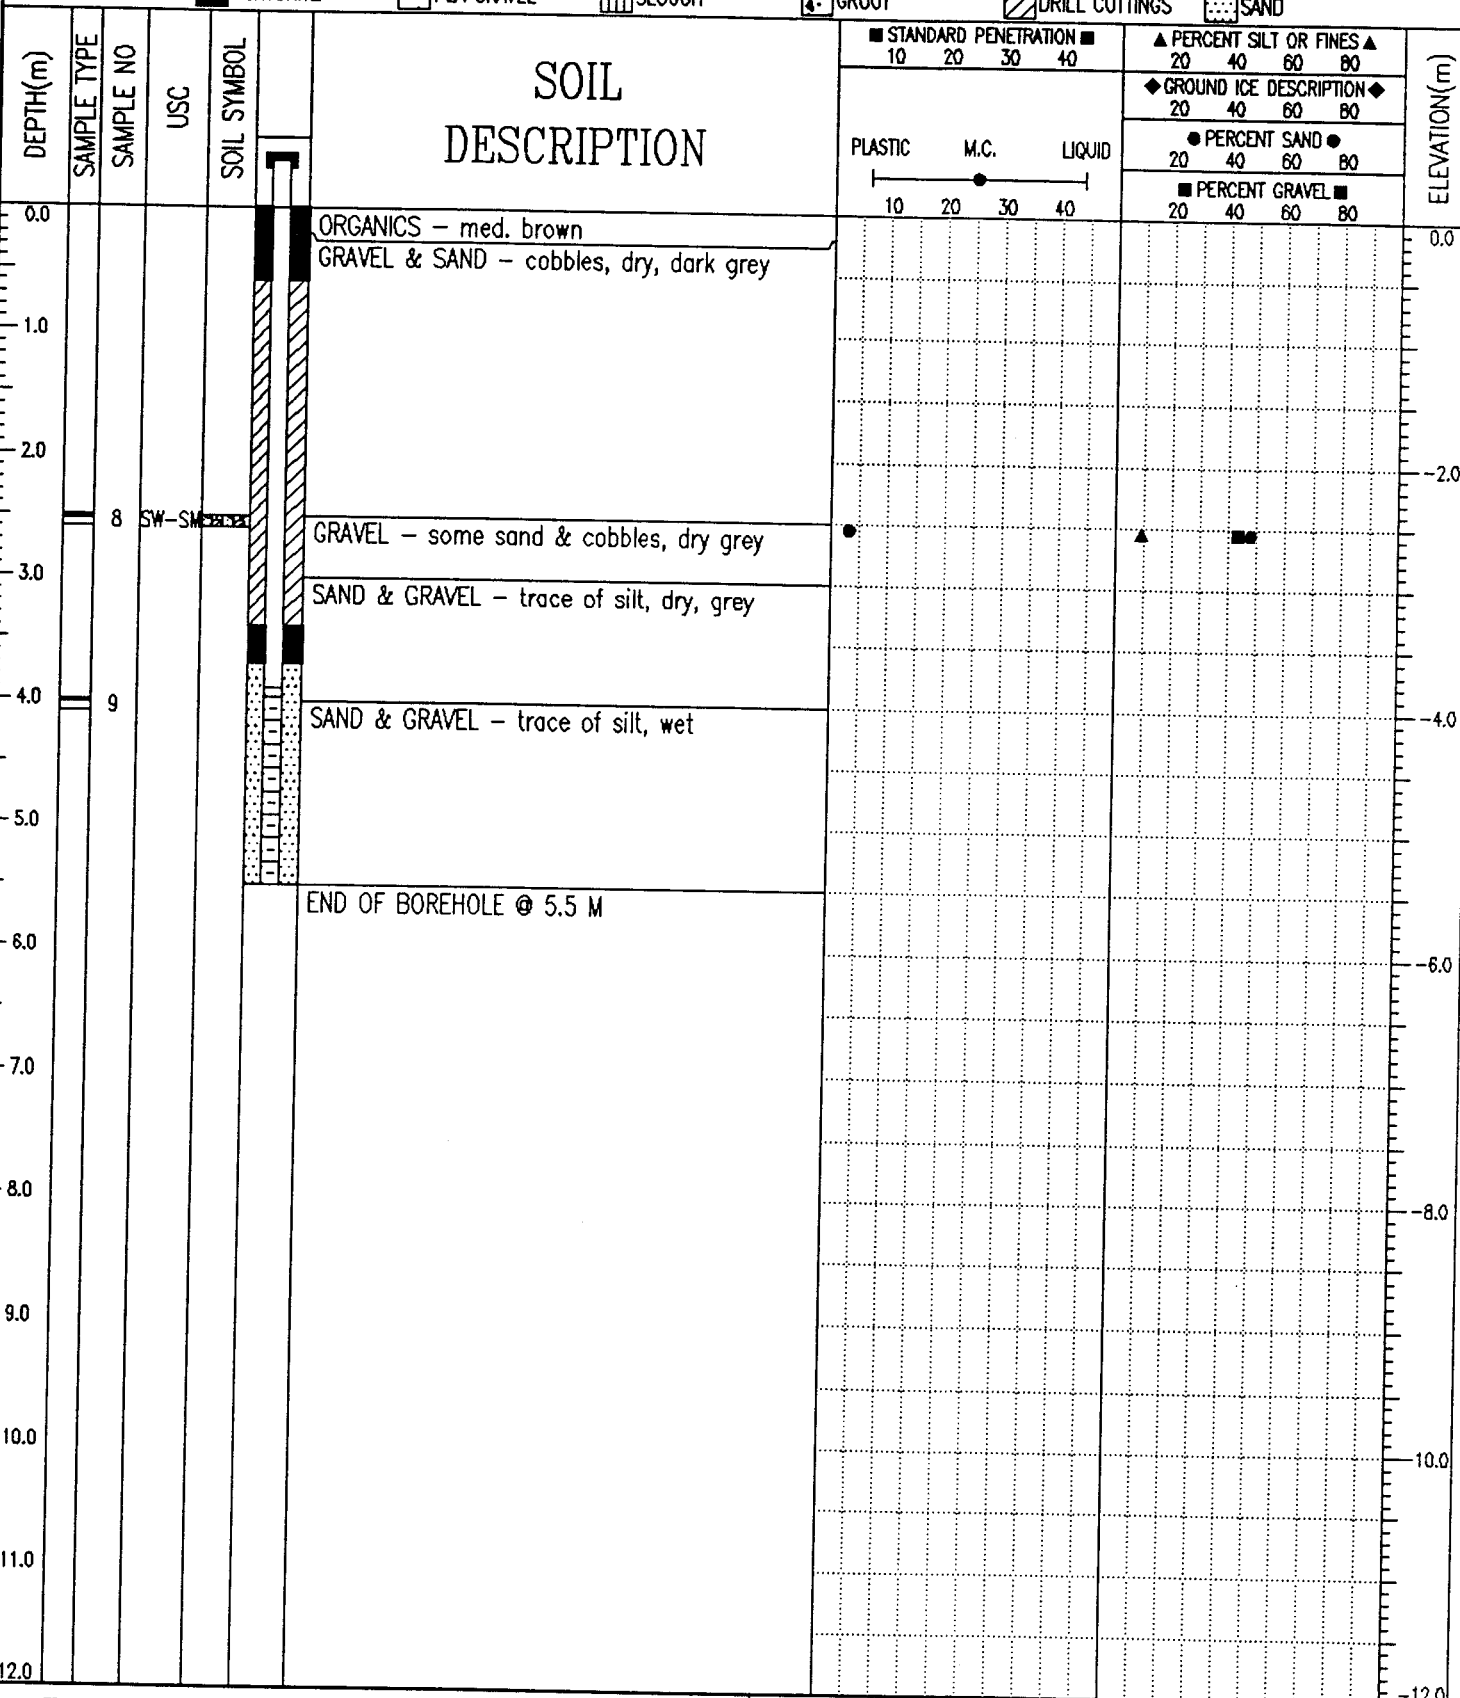 PEA GRAVEL SLOUGH GROUT DRILL CUTTINGS SAND
DEPTH(m)
SAMPLE TYPE
SAMPLE NO
USC
SOIL SYMBOL
SOIL
DESCRIPTION
■ STANDARD PENETRATION ■
10 20 30 40
PLASTIC M.C. LIQUID
10 20 30 40
▲ PERCENT SILT OR FINES ▲
20 40 60 80
◆ GROUND ICE DESCRIPTION ◆
20 40 60 80
● PERCENT SAND ●
20 40 60 80
■ PERCENT GRAVEL ■
20 40 60 80
ELEVATION(m)
0.0
ORGANICS – med. brown
0.0
GRAVEL & SAND – cobbles, dry, dark grey
1.0
2.0
-2.0
8 SW-SM
GRAVEL – some sand & cobbles, dry grey
3.0
SAND & GRAVEL – trace of silt, dry, grey
4.0
9
SAND & GRAVEL – trace of silt, wet
-4.0
5.0
END OF BOREHOLE @ 5.5 M
6.0
-6.0
7.0
8.0
-8.0
9.0
10.0
-10.0
11.0
12.0
-12.0